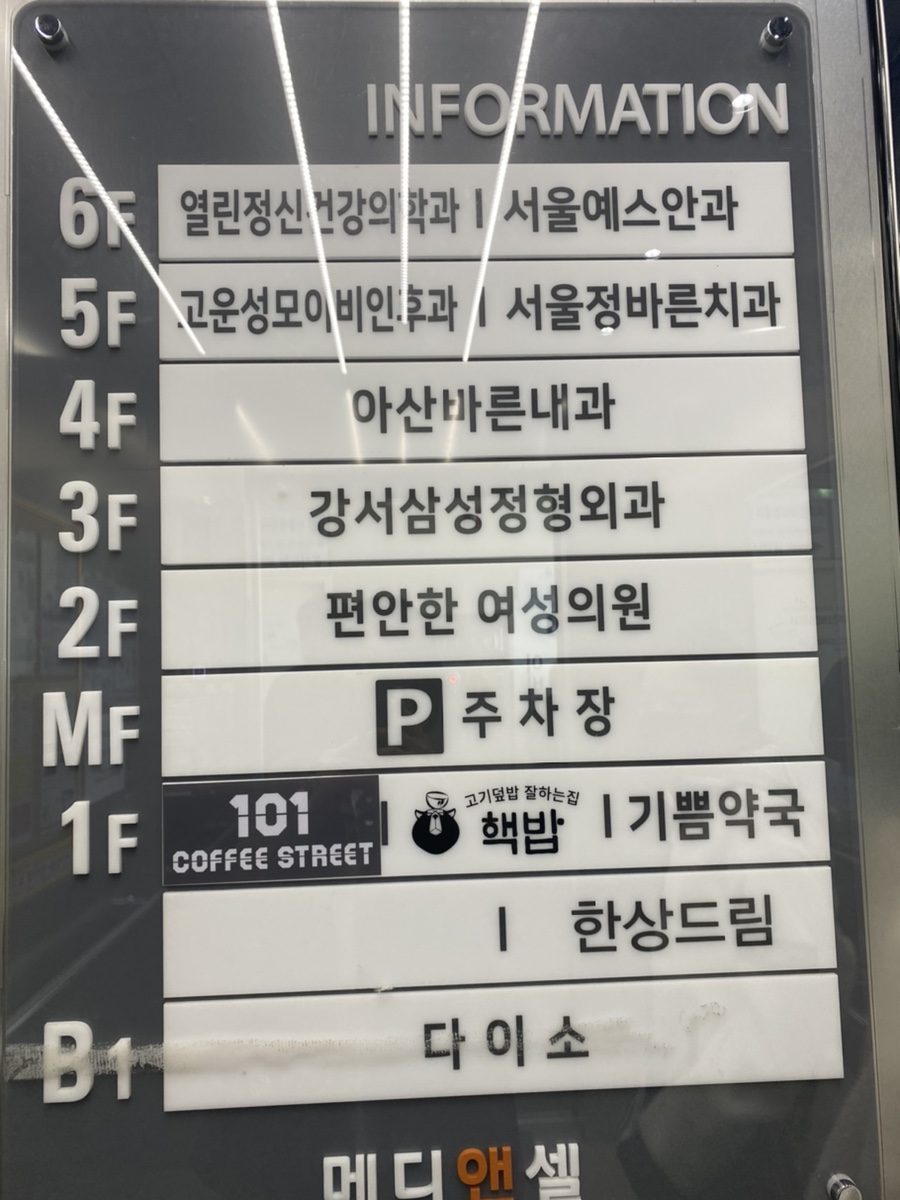 INFORMATION
6F 열린정신건강의학과 | 서울예스안과
5F 고운성모이비인후과 | 서울정바른치과
4F 아산바른내과
3F 강서삼성정형외과
2F 편안한 여성의원
MF P 주차장
1F 101 COFFEE STREET | 고기덮밥 잘하는집 핵밥 | 기쁨약국
| 한상드림
B1 다이소
메디앤셀